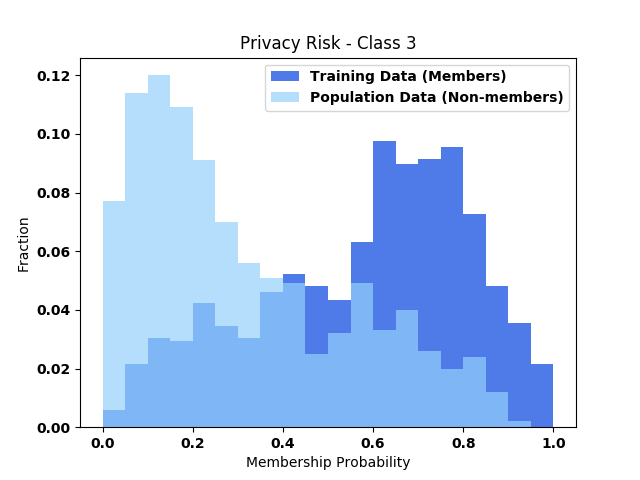 Privacy Risk - Class 3
Training Data (Members)
Population Data (Non-members)
0.12
0.10
0.08
0.06
0.04
0.02
0.00
Fraction
0.0 0.2 0.4 0.6 0.8 1.0
Membership Probability